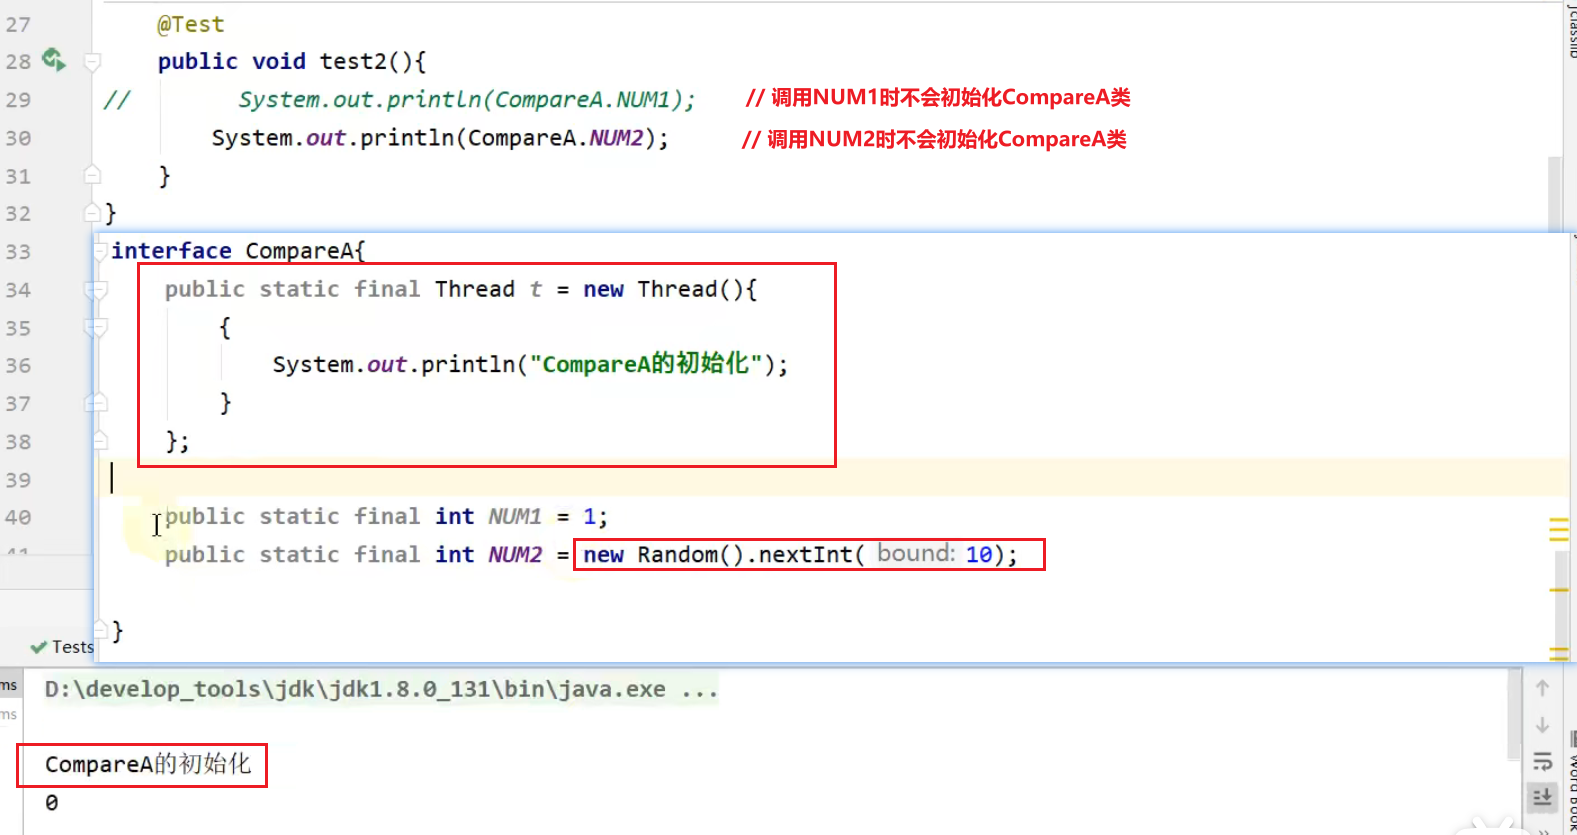 27 @Test
28 public void test2(){
29 // System.out.println(CompareA.NUM1); // 调用NUM1时不会初始化CompareA类
30 System.out.println(CompareA.NUM2); // 调用NUM2时不会初始化CompareA类
31 }
32 }
33 interface CompareA{
34 public static final Thread t = new Thread(){
35 {
36 System.out.println("CompareA的初始化");
37 }
38 };
39
40 public static final int NUM1 = 1;
41 public static final int NUM2 = new Random().nextInt( bound: 10);
}
Tests
ms D:\develop_tools\jdk\jdk1.8.0_131\bin\java.exe ...
ms
CompareA的初始化
0
jclasslib
Word Book